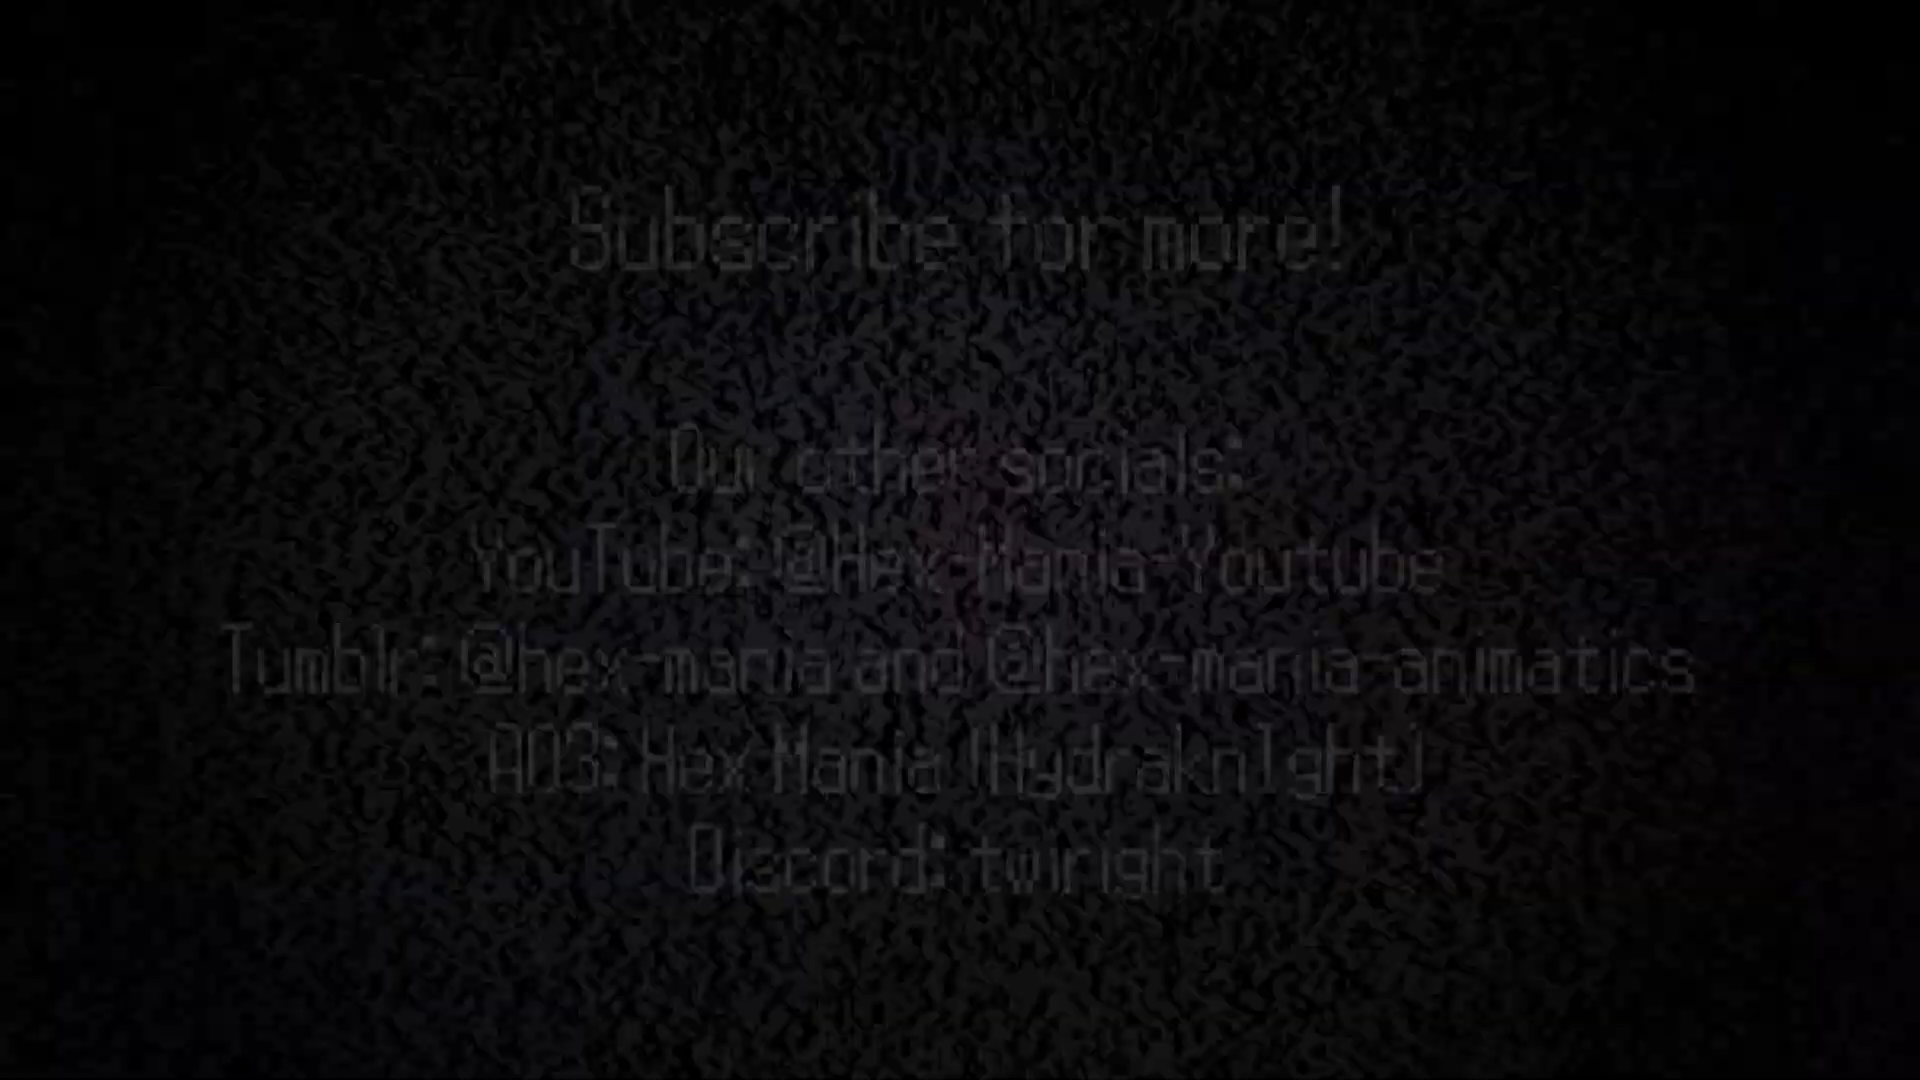 Subscribe for more!
Our other socials:
YouTube: @Hex-Mania-Youtube
Tumblr: @hex-mania and @hex-mania-animatics
AO3: Hex Mania (Hydrakn1ght)
Discord: twiright